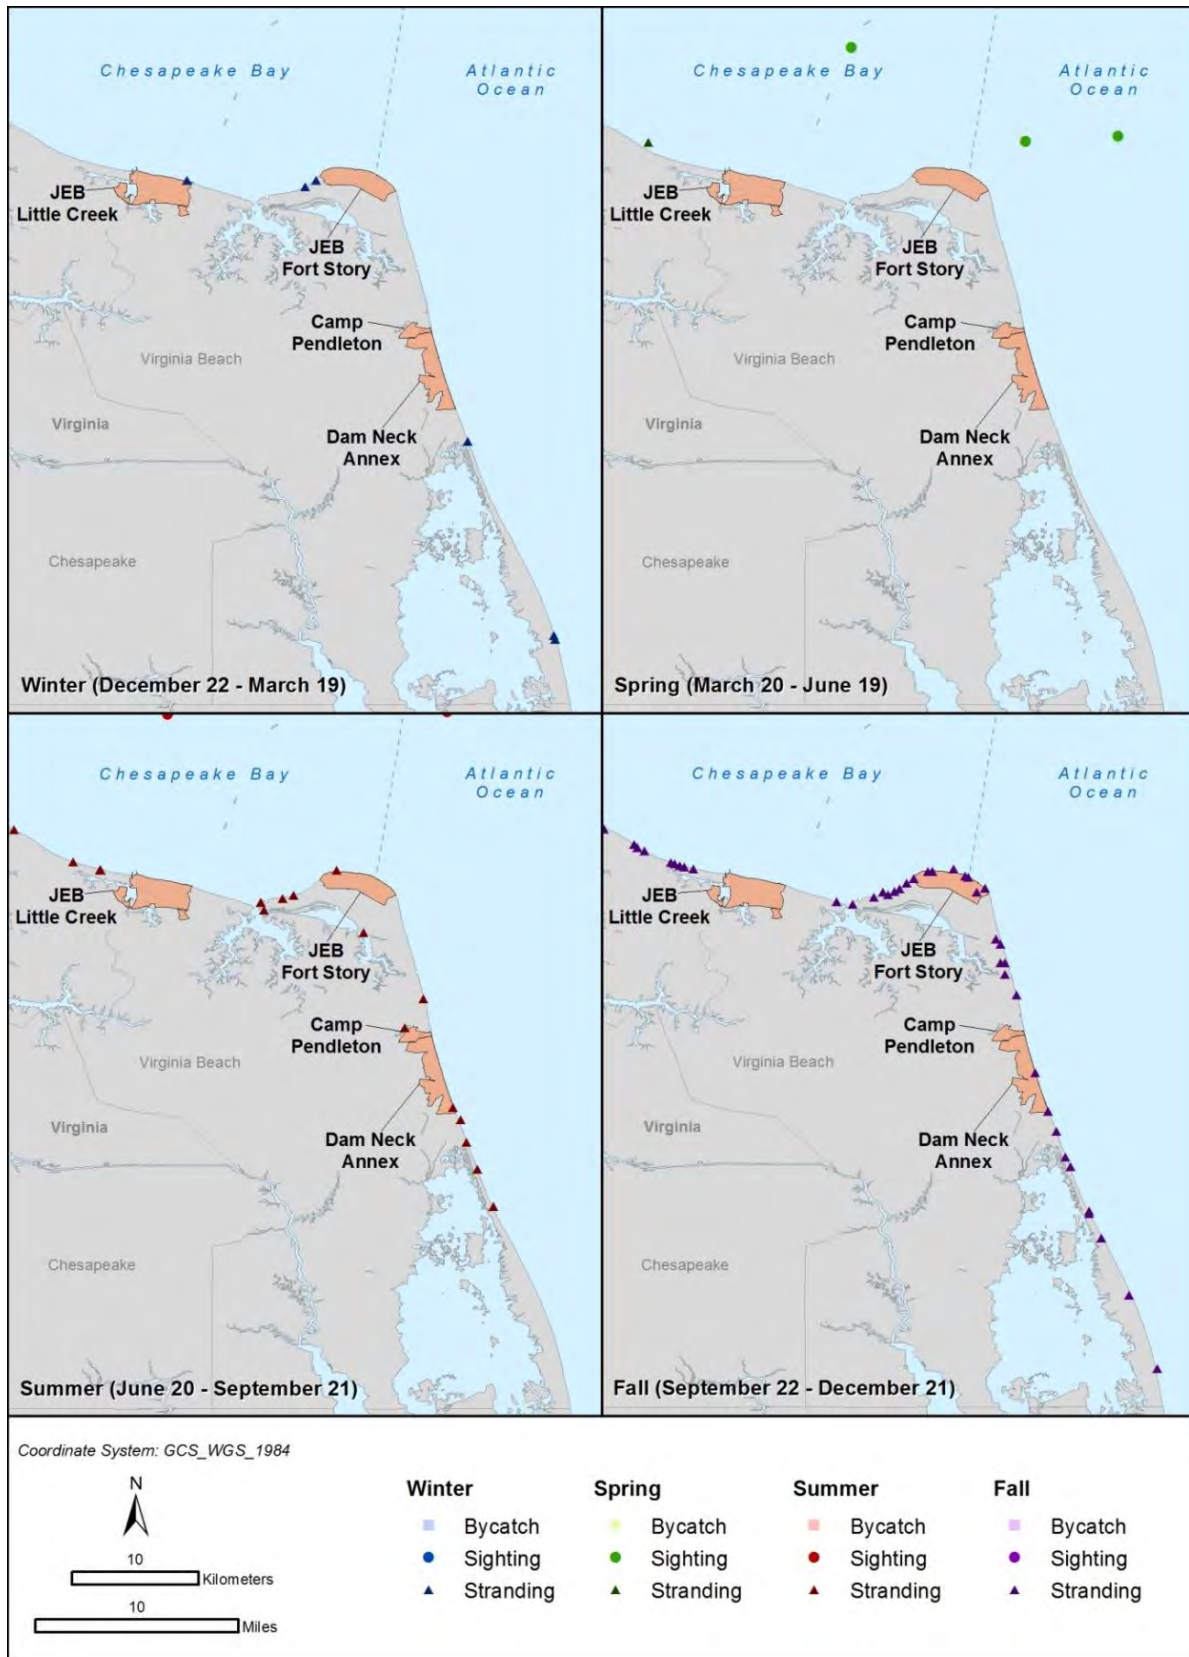 Chesapeake Bay
Atlantic
Ocean
JEB
Little Creek
JEB
Fort Story
Camp
Pendleton
Virginia Beach
Virginia
Dam Neck
Annex
Chesapeake
Winter (December 22 - March 19)
Chesapeake Bay
Atlantic
Ocean
JEB
Little Creek
JEB
Fort Story
Camp
Pendleton
Virginia Beach
Virginia
Dam Neck
Annex
Chesapeake
Spring (March 20 - June 19)
Chesapeake Bay
Atlantic
Ocean
JEB
Little Creek
JEB
Fort Story
Camp
Pendleton
Virginia Beach
Virginia
Dam Neck
Annex
Chesapeake
Summer (June 20 - September 21)
Chesapeake Bay
Atlantic
Ocean
JEB
Little Creek
JEB
Fort Story
Camp
Pendleton
Virginia Beach
Virginia
Dam Neck
Annex
Chesapeake
Fall (September 22 - December 21)
Coordinate System: GCS_WGS_1984
N
10
Kilometers
10
Miles
Winter
Bycatch
Sighting
Stranding
Spring
Bycatch
Sighting
Stranding
Summer
Bycatch
Sighting
Stranding
Fall
Bycatch
Sighting
Stranding